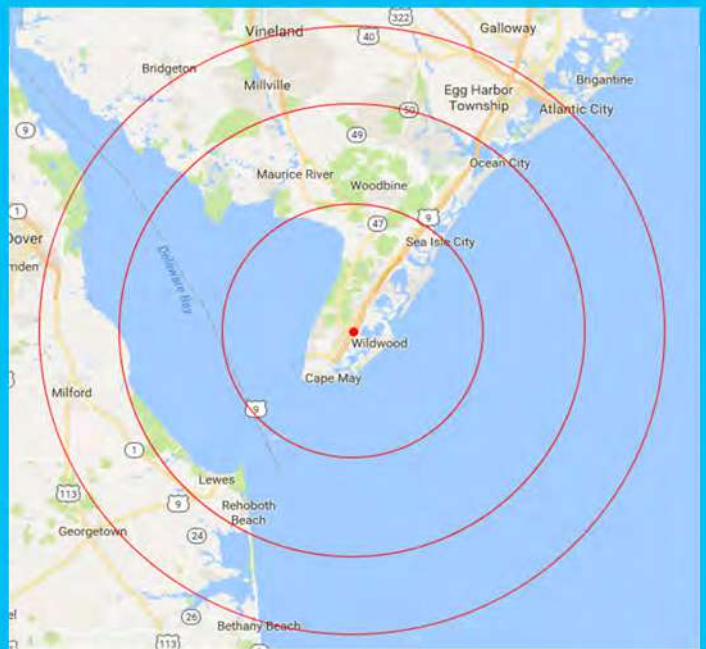 322
Vineland
40
Galloway
Bridgeton
Millville
Brigantine
Egg Harbor
Township
50
Atlantic City
9
49
Ocean City
Maurice River
Woodbine
1
47
9
Dover
Sea Isle City
mden
Delaware Bay
Wildwood
Cape May
Milford
9
1
Lewes
113
9
Rehoboth
Beach
Georgetown
24
26
Bethany Beach
113